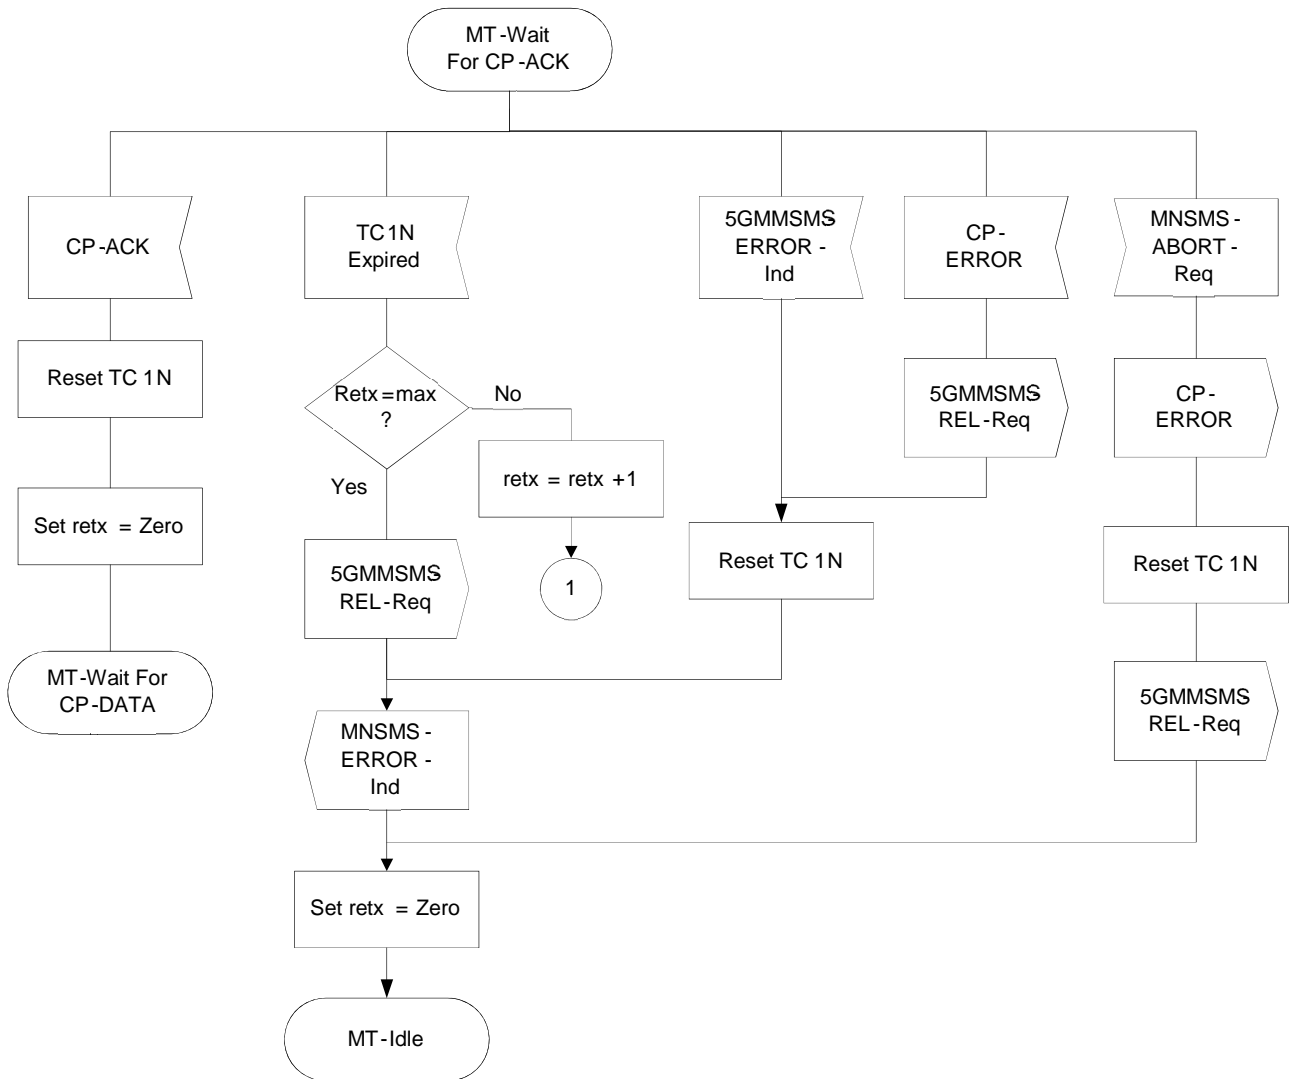 MT-Wait
For CP-ACK
CP-ACK
TC1N
Expired
5GMMSMS-
ERROR-
Ind
CP-
ERROR
MNSMS-
ABORT-
Req
Reset TC 1N
Retx=max
?
No
Yes
retx = retx +1
5GMMSMS-
REL-Req
CP-
ERROR
Set retx = Zero
5GMMSMS-
REL-Req
1
Reset TC 1N
Reset TC 1N
MT-Wait For
CP-DATA
MNSMS-
ERROR-
Ind
5GMMSMS-
REL-Req
Set retx = Zero
MT-Idle